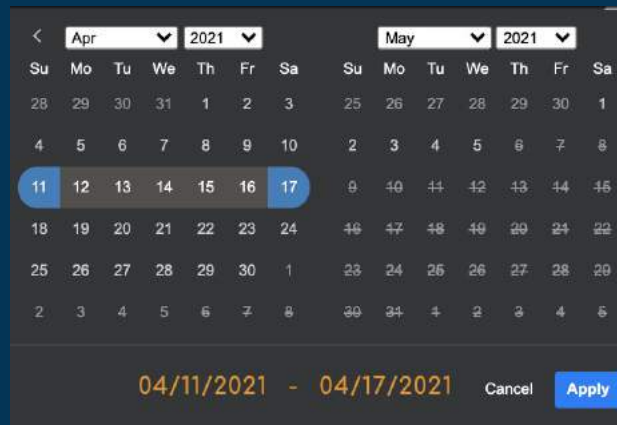 < Apr 2021 May 2021
Su Mo Tu We Th Fr Sa Su Mo Tu We Th Fr Sa
28 29 30 31 1 2 3 25 26 27 28 29 30 1
4 5 6 7 8 9 10 2 3 4 5 6 7 8
11 12 13 14 15 16 17 9 10 11 12 13 14 15
18 19 20 21 22 23 24 16 17 18 19 20 21 22
25 26 27 28 29 30 1 23 24 25 26 27 28 29
2 3 4 5 6 7 8 30 31 1 2 3 4 5
04/11/2021 - 04/17/2021 Cancel Apply